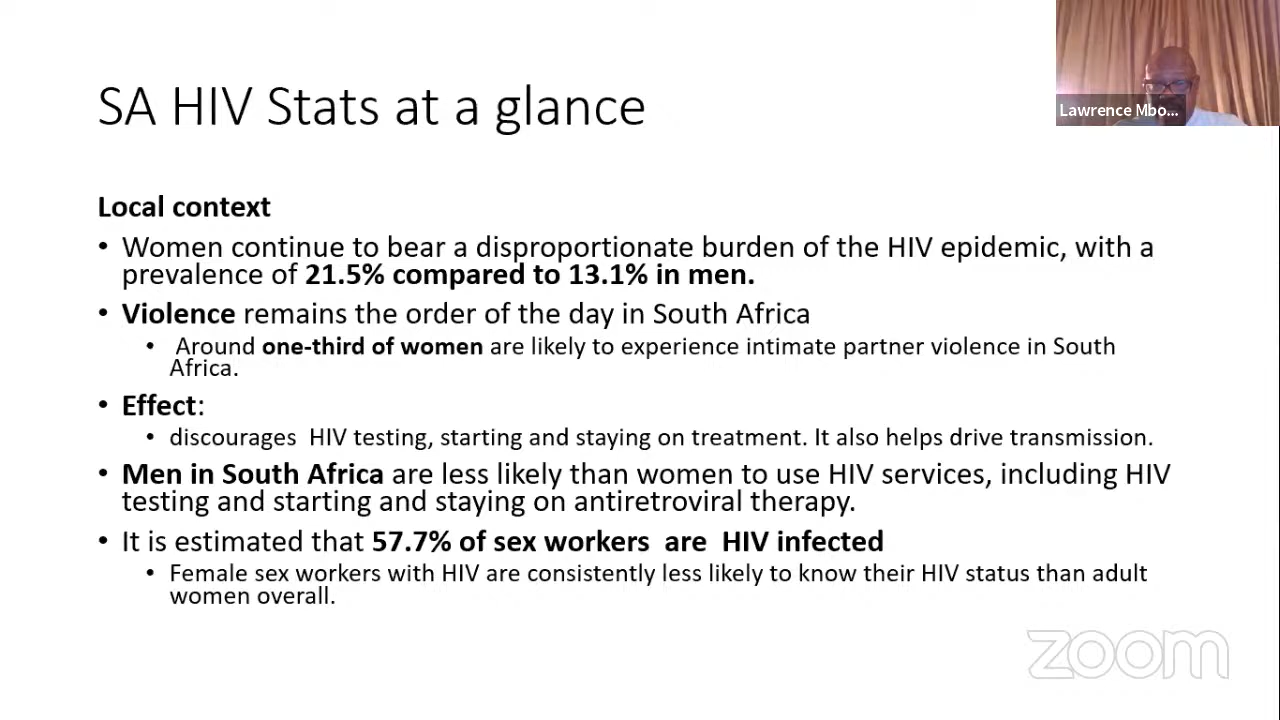 SA HIV Stats at a glance
Lawrence Mbo...
Local context
• Women continue to bear a disproportionate burden of the HIV epidemic, with a
prevalence of 21.5% compared to 13.1% in men.
• Violence remains the order of the day in South Africa
• Around one-third of women are likely to experience intimate partner violence in South
Africa.
• Effect:
• discourages HIV testing, starting and staying on treatment. It also helps drive transmission.
• Men in South Africa are less likely than women to use HIV services, including HIV
testing and starting and staying on antiretroviral therapy.
• It is estimated that 57.7% of sex workers are HIV infected
• Female sex workers with HIV are consistently less likely to know their HIV status than adult
women overall.
zoom